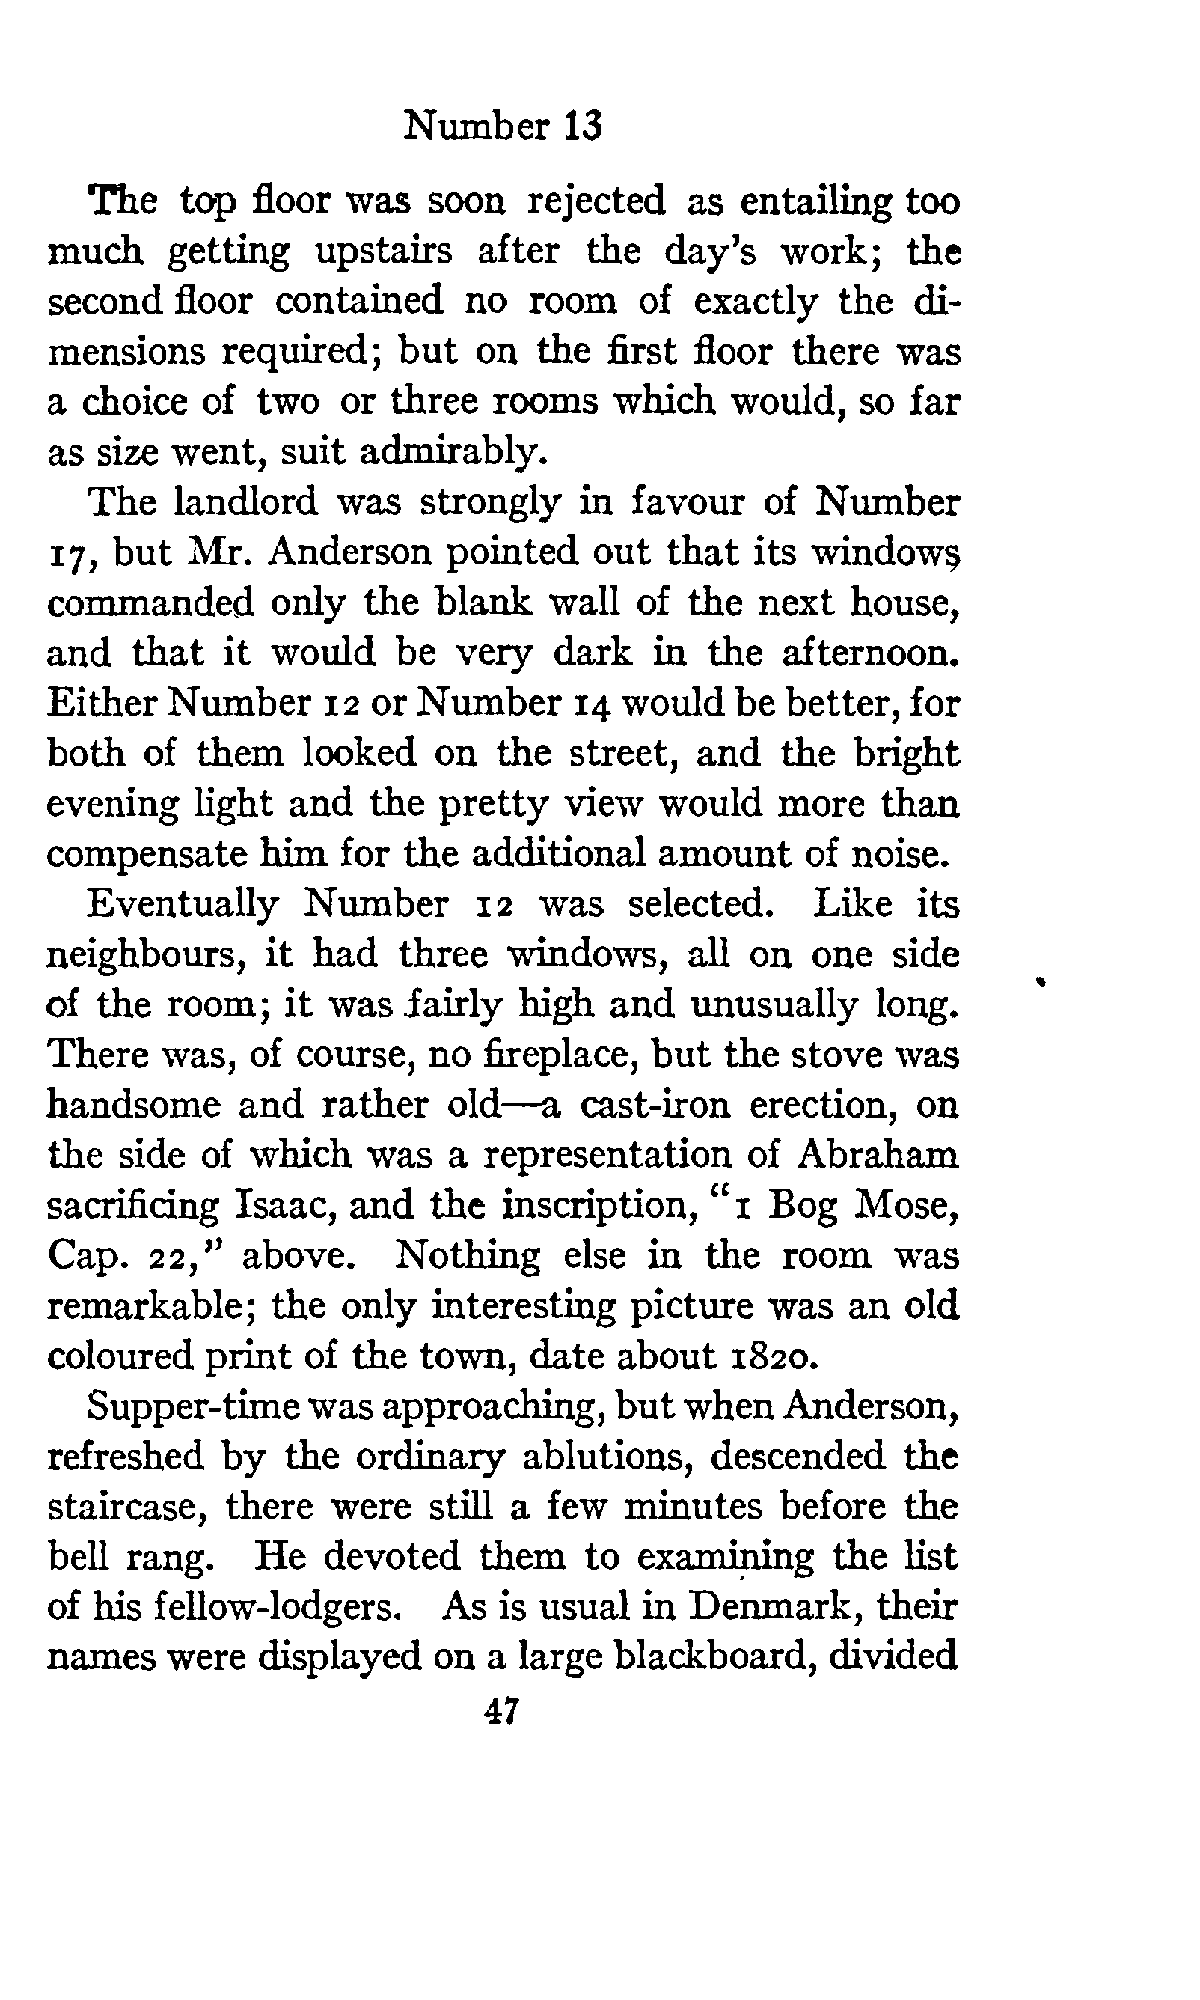 Number 13
The top floor was soon rejected as entailing too
much getting upstairs after the day's work; the
second floor contained no room of exactly the di-
mensions required; but on the first floor there was
a choice of two or three rooms which would, so far
as size went, suit admirably.
The landlord was strongly in favour of Number
17, but Mr. Anderson pointed out that its windows
commanded only the blank wall of the next house,
and that it would be very dark in the afternoon.
Either Number 12 or Number 14 would be better, for
both of them looked on the street, and the bright
evening light and the pretty view would more than
compensate him for the additional amount of noise.
Eventually Number 12 was selected. Like its
neighbours, it had three windows, all on one side
of the room; it was fairly high and unusually long.
There was, of course, no fireplace, but the stove was
handsome and rather old—a cast-iron erection, on
the side of which was a representation of Abraham
sacrificing Isaac, and the inscription, "1 Bog Mose,
Cap. 22," above. Nothing else in the room was
remarkable; the only interesting picture was an old
coloured print of the town, date about 1820.
Supper-time was approaching, but when Anderson,
refreshed by the ordinary ablutions, descended the
staircase, there were still a few minutes before the
bell rang. He devoted them to examining the list
of his fellow-lodgers. As is usual in Denmark, their
names were displayed on a large blackboard, divided
47